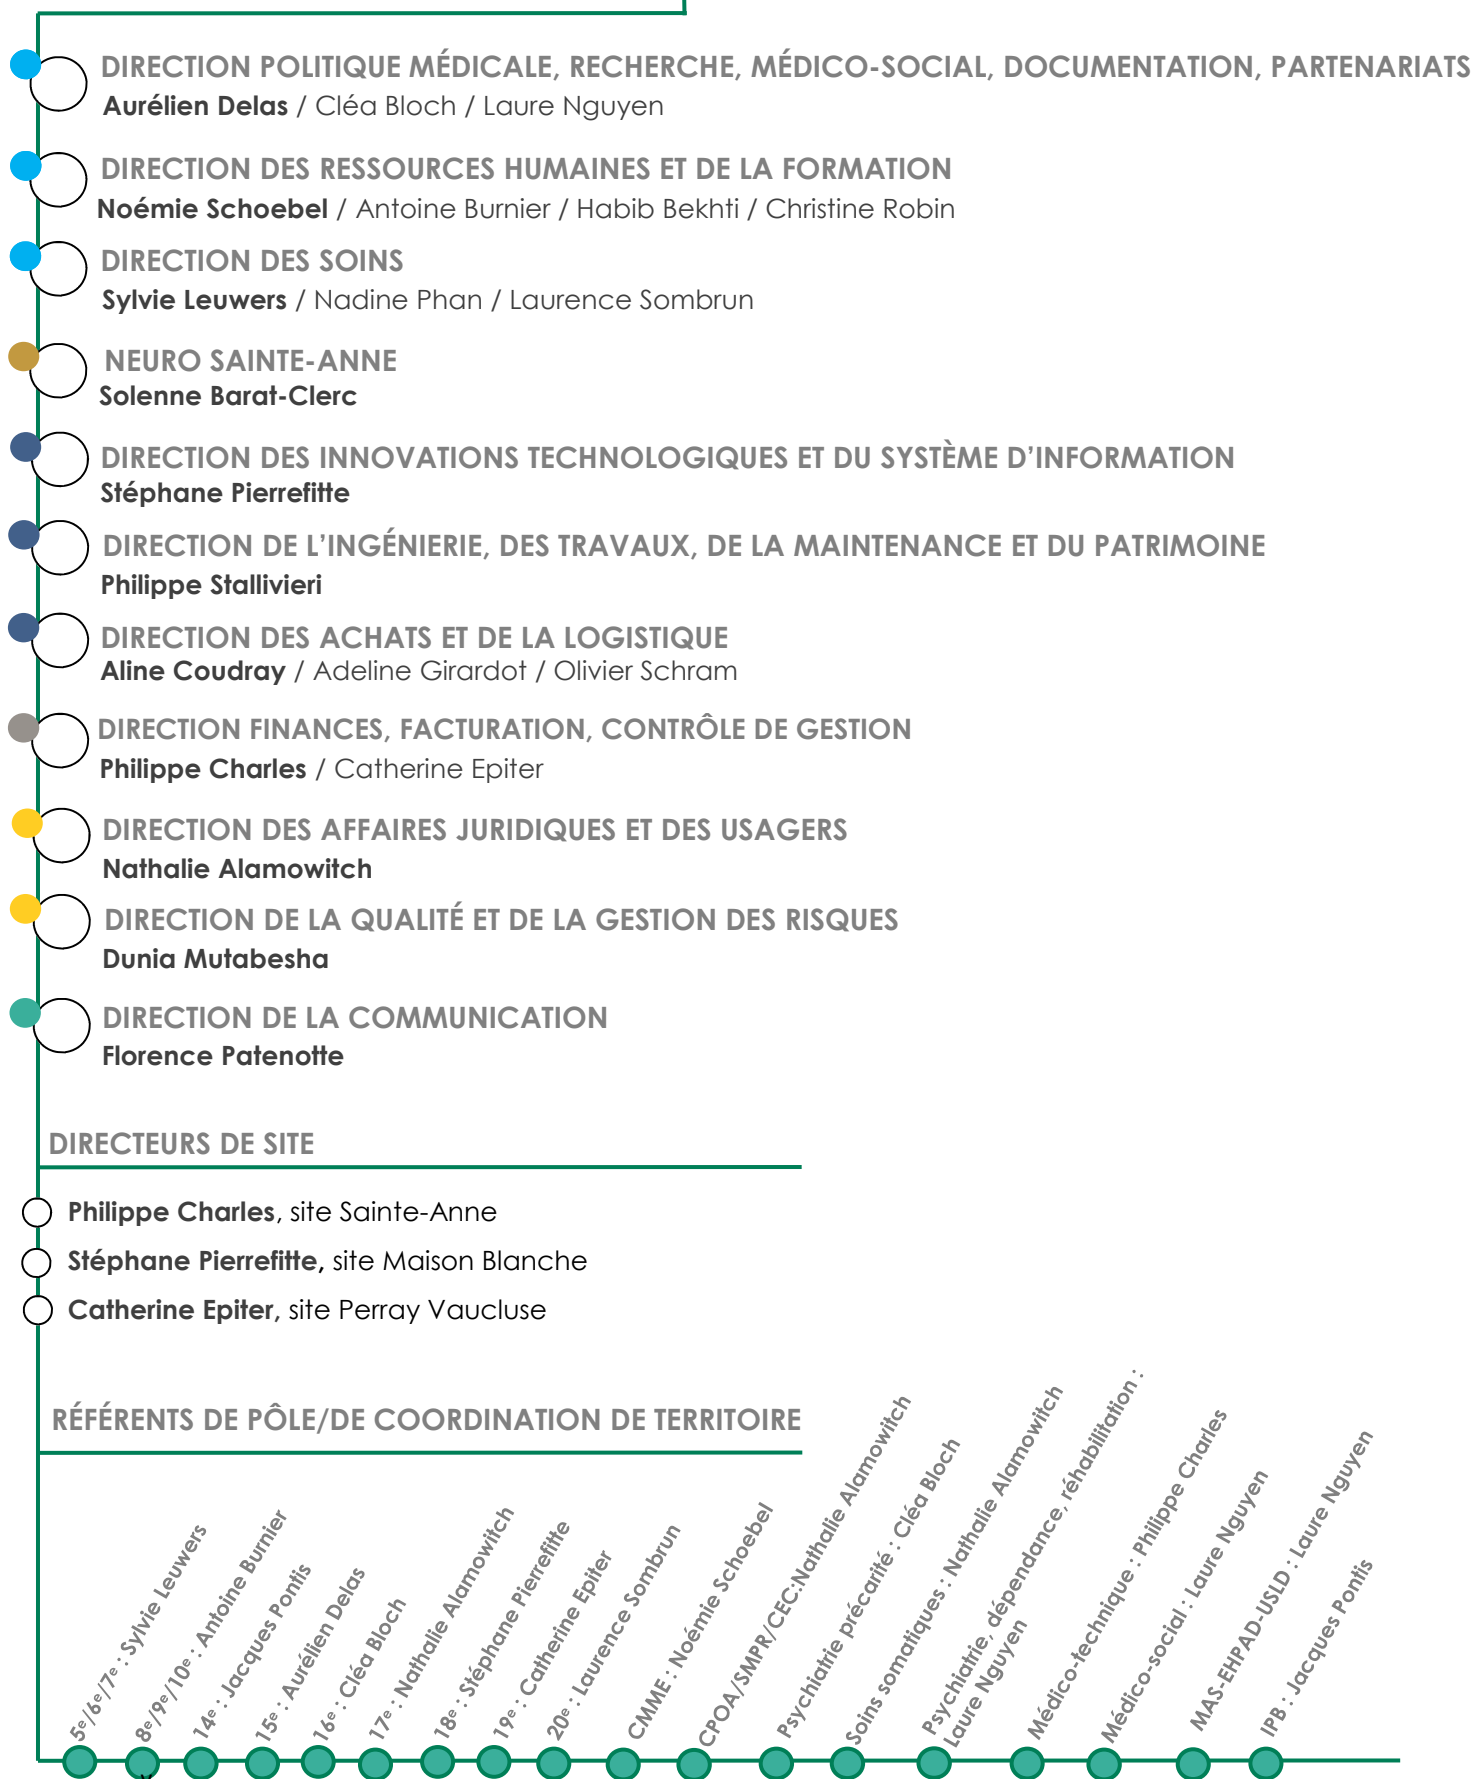 DIRECTION POLITIQUE MÉDICALE, RECHERCHE, MÉDICO-SOCIAL, DOCUMENTATION, PARTENARIATS
Aurélien Delas / Cléa Bloch / Laure Nguyen
DIRECTION DES RESSOURCES HUMAINES ET DE LA FORMATION
Noémie Schoebel / Antoine Burnier / Habib Bekhti / Christine Robin
DIRECTION DES SOINS
Sylvie Leuwers / Nadine Phan / Laurence Sombrun
NEURO SAINTE-ANNE
Solenne Barat-Clerc
DIRECTION DES INNOVATIONS TECHNOLOGIQUES ET DU SYSTÈME D’INFORMATION
Stéphane Pierrefitte
DIRECTION DE L’INGÉNIERIE, DES TRAVAUX, DE LA MAINTENANCE ET DU PATRIMOINE
Philippe Stallivieri
DIRECTION DES ACHATS ET DE LA LOGISTIQUE
Aline Coudray / Adeline Girardot / Olivier Schram
DIRECTION FINANCES, FACTURATION, CONTRÔLE DE GESTION
Philippe Charles / Catherine Epiter
DIRECTION DES AFFAIRES JURIDIQUES ET DES USAGERS
Nathalie Alamowitch
DIRECTION DE LA QUALITÉ ET DE LA GESTION DES RISQUES
Dunia Mutabesha
DIRECTION DE LA COMMUNICATION
Florence Patenotte
DIRECTEURS DE SITE
Philippe Charles, site Sainte-Anne
Stéphane Pierrefitte, site Maison Blanche
Catherine Epiter, site Perray Vaucluse
RÉFÉRENTS DE PÔLE/DE COORDINATION DE TERRITOIRE
5e/6e/7e : Sylvie Leuwers
8e/9e/10e : Antoine Burnier
14e : Jacques Pontis
15e : Aurélien Delas
16e : Cléa Bloch
17e : Nathalie Alamowitch
18e : Stéphane Pierrefitte
19e : Catherine Epiter
20e : Laurence Sombrun
CMME : Noémie Schoebel
CPOA/SMPR/CEC:Nathalie Alamowitch
Psychiatrie précarité : Cléa Bloch
Soins somatiques : Nathalie Alamowitch
Psychiatrie, dépendance, réhabilitation :
Laure Nguyen
Médico-technique : Philippe Charles
Médico-social : Laure Nguyen
MAS-EHPAD-USLD : Laure Nguyen
IPB : Jacques Pontis